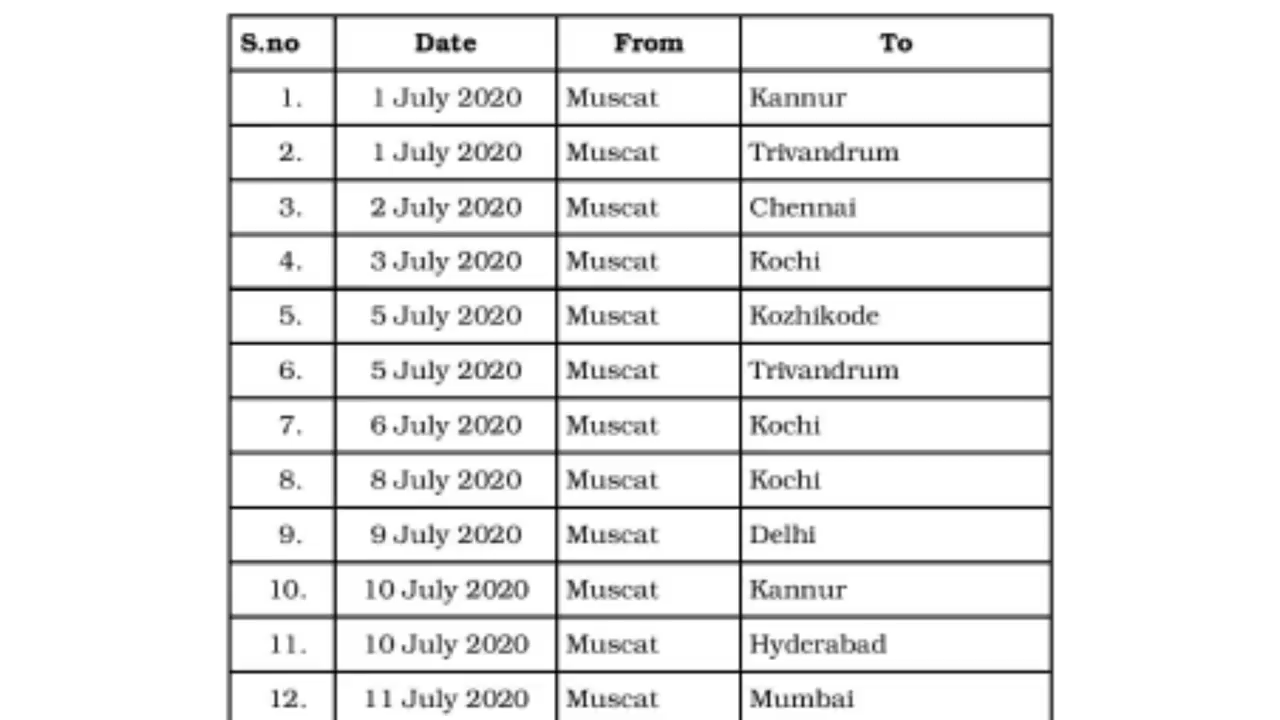 S.no Date From To
1. 1 July 2020 Muscat Kannur
2. 1 July 2020 Muscat Trivandrum
3. 2 July 2020 Muscat Chennai
4. 3 July 2020 Muscat Kochi
5. 5 July 2020 Muscat Kozhikode
6. 5 July 2020 Muscat Trivandrum
7. 6 July 2020 Muscat Kochi
8. 8 July 2020 Muscat Kochi
9. 9 July 2020 Muscat Delhi
10. 10 July 2020 Muscat Kannur
11. 10 July 2020 Muscat Hyderabad
12. 11 July 2020 Muscat Mumbai